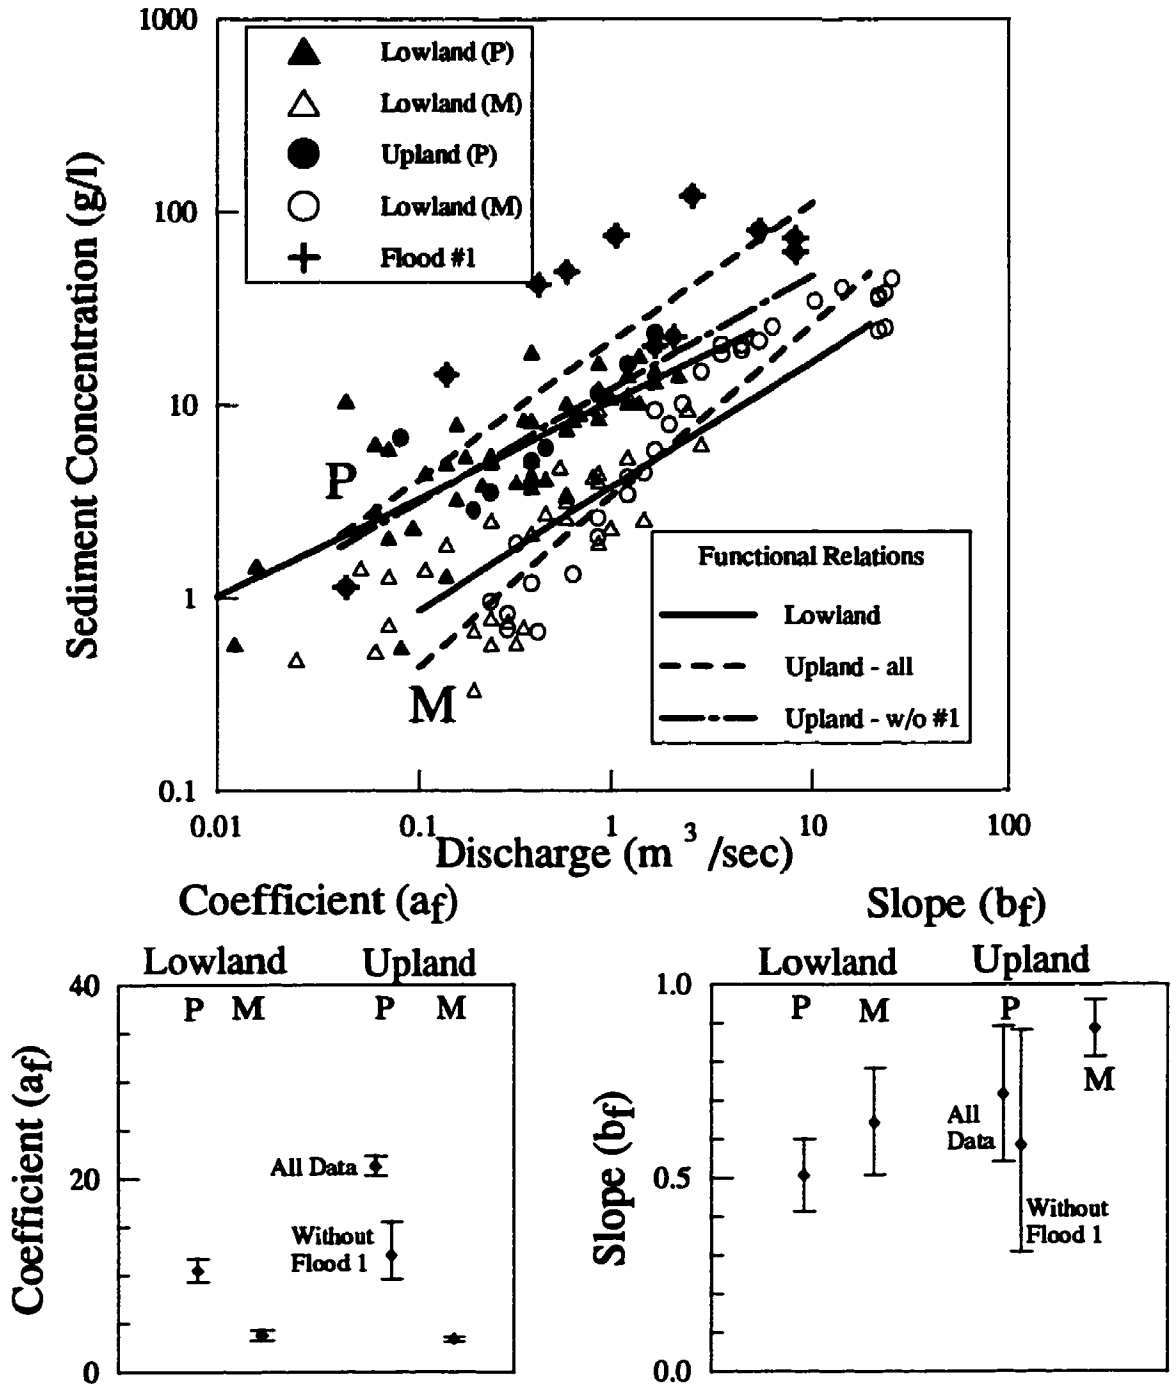 1000
100
10
1
0.1
Sediment Concentration (g/l)
Lowland (P)
Lowland (M)
Upland (P)
Lowland (M)
Flood #1
P
M
Functional Relations
Lowland
Upland - all
Upland - w/o #1
0.01 0.1 1 10 100
Discharge (m 3 /sec)
Coefficient (af)
Lowland Upland
P M P M
40
20
0
Coefficient (af)
All Data
Without
Flood 1
Slope (bf)
Lowland Upland
P M P
M
1.0
0.5
0.0
Slope (bf)
All
Data
Without
Flood 1